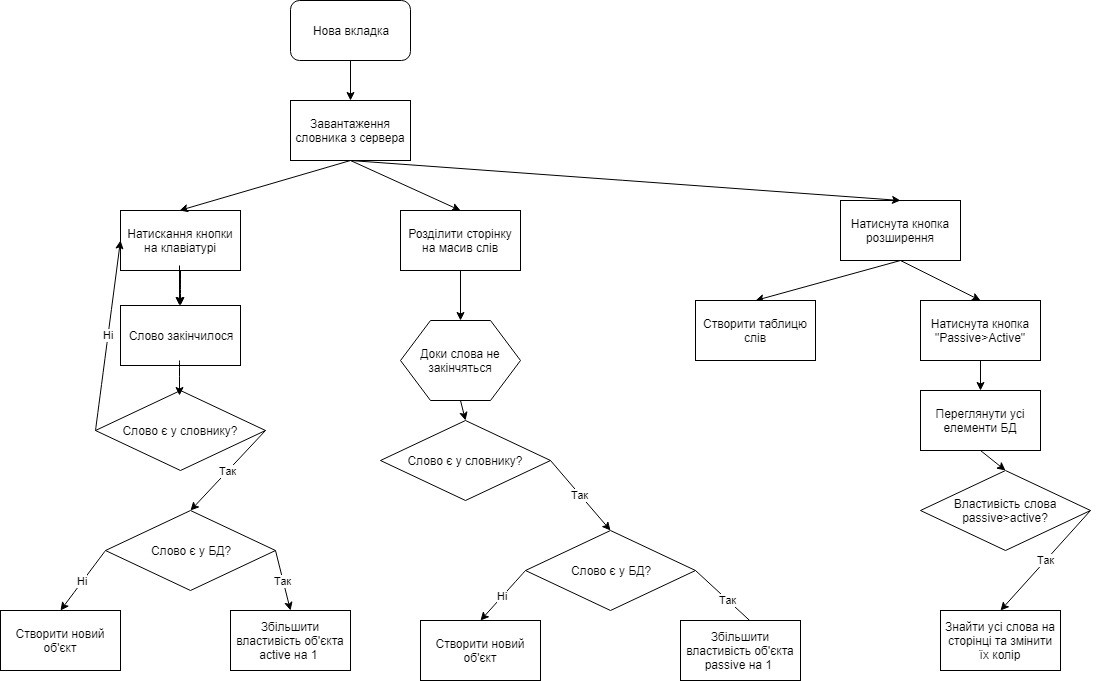 Нова вкладка
Завантаження
словника з сервера
Натискання кнопки
на клавіатурі
Розділити сторінку
на масив слів
Натиснута кнопка
розширення
Ні
Слово закінчилося
Доки слова не
закінчяться
Створити таблицю
слів
Натиснута кнопка
"Passive>Active"
Слово є у словнику?
Так
Слово є у словнику?
Так
Переглянути усі
елементи БД
Властивість слова
passive>active?
Так
Слово є у БД?
Ні
Так
Слово є у БД?
Ні
Так
Створити новий
об'єкт
Збільшити
властивість об'єкта
active на 1
Створити новий
об'єкт
Збільшити
властивість об'єкта
passive на 1
Знайти усі слова на
сторінці та змінити
їх колір